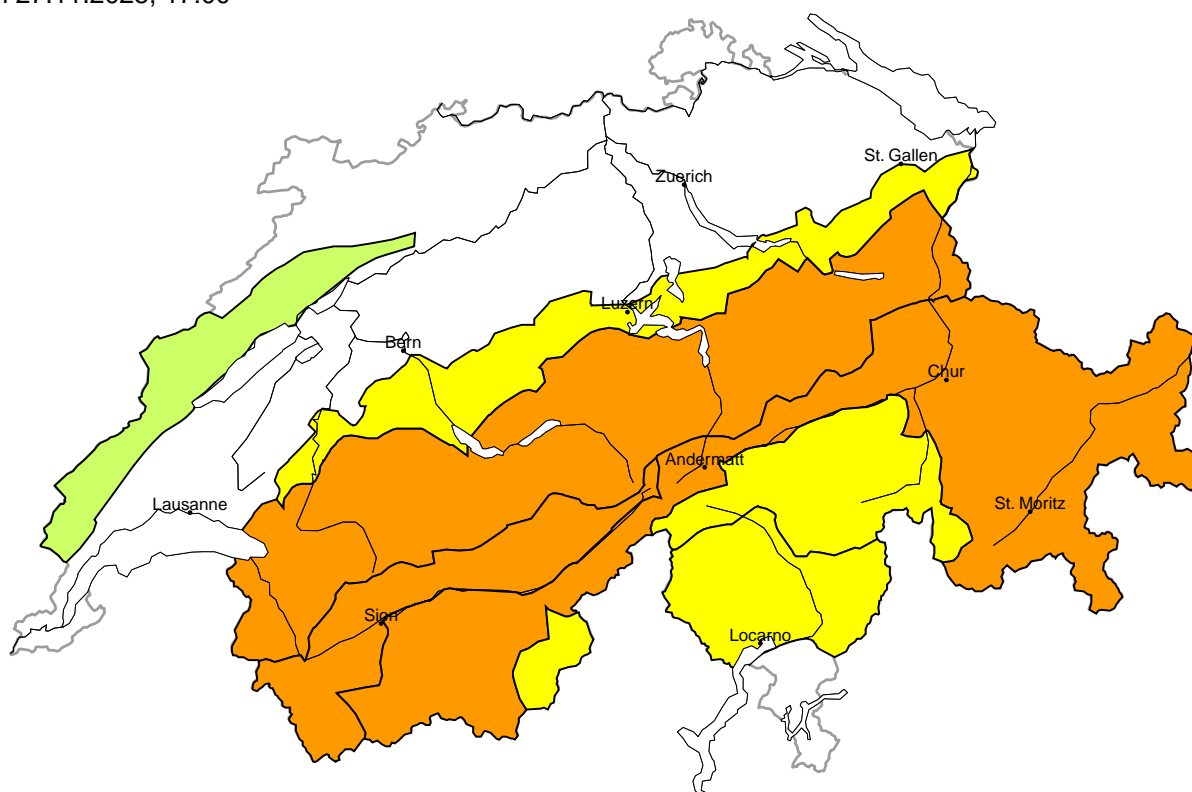 St. Gallen
Zuerich
Luzern
Bern
Chur
Andermatt
Lausanne
St. Moritz
Sion
Locarno